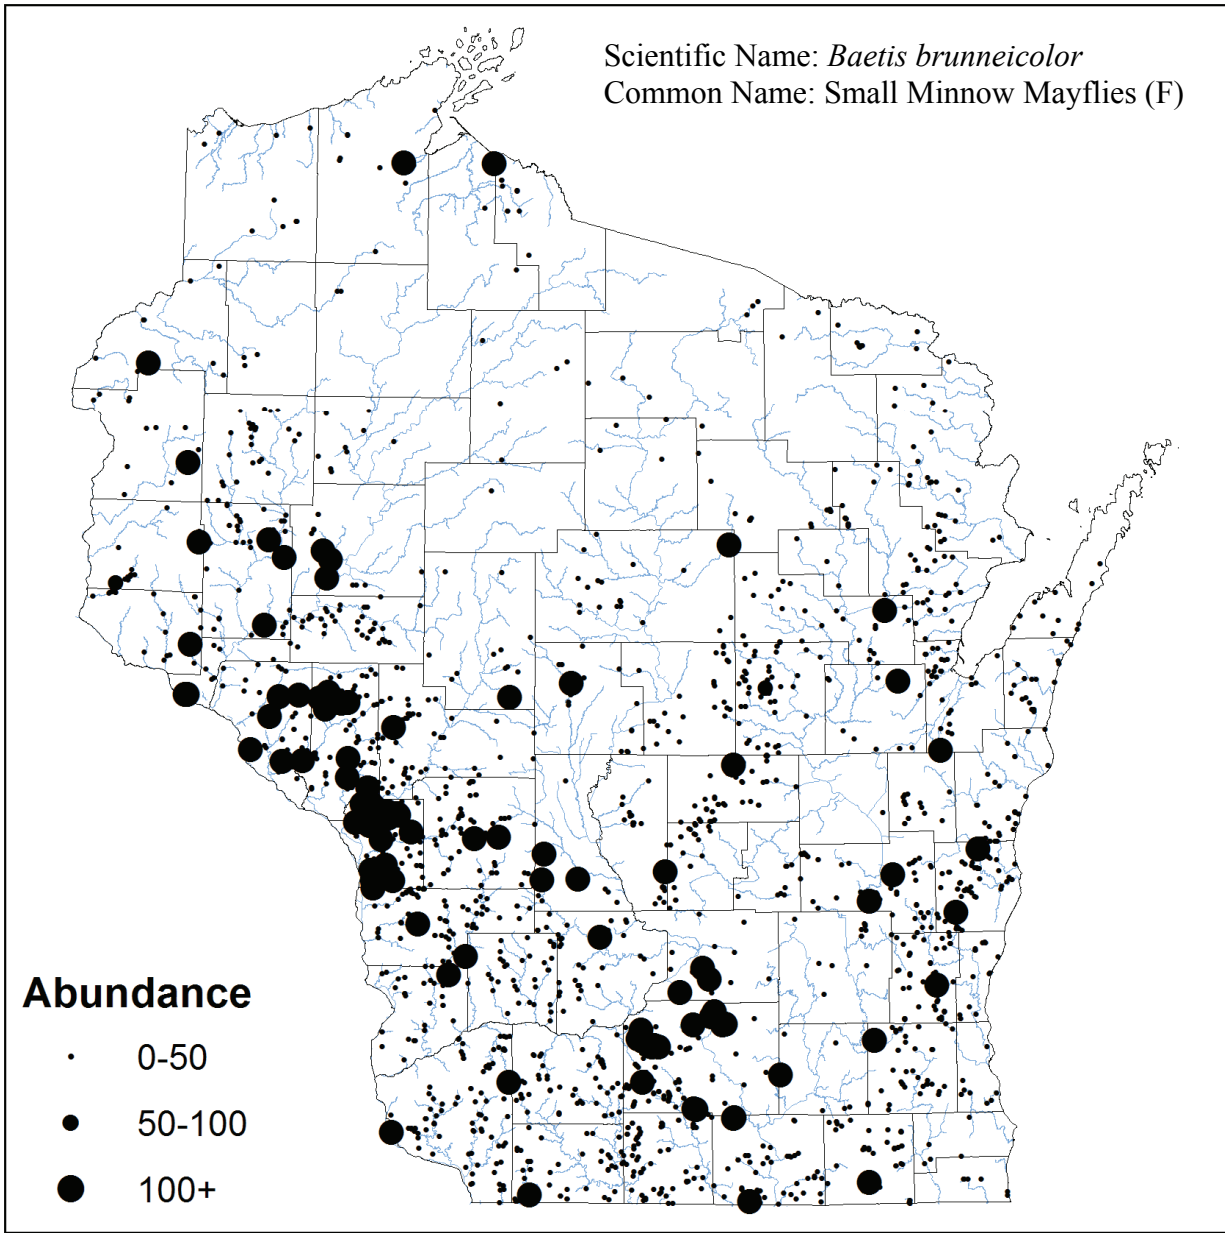 Scientific Name: Baetis brunneicolor
Common Name: Small Minnow Mayflies (F)
Abundance
0-50
50-100
100+